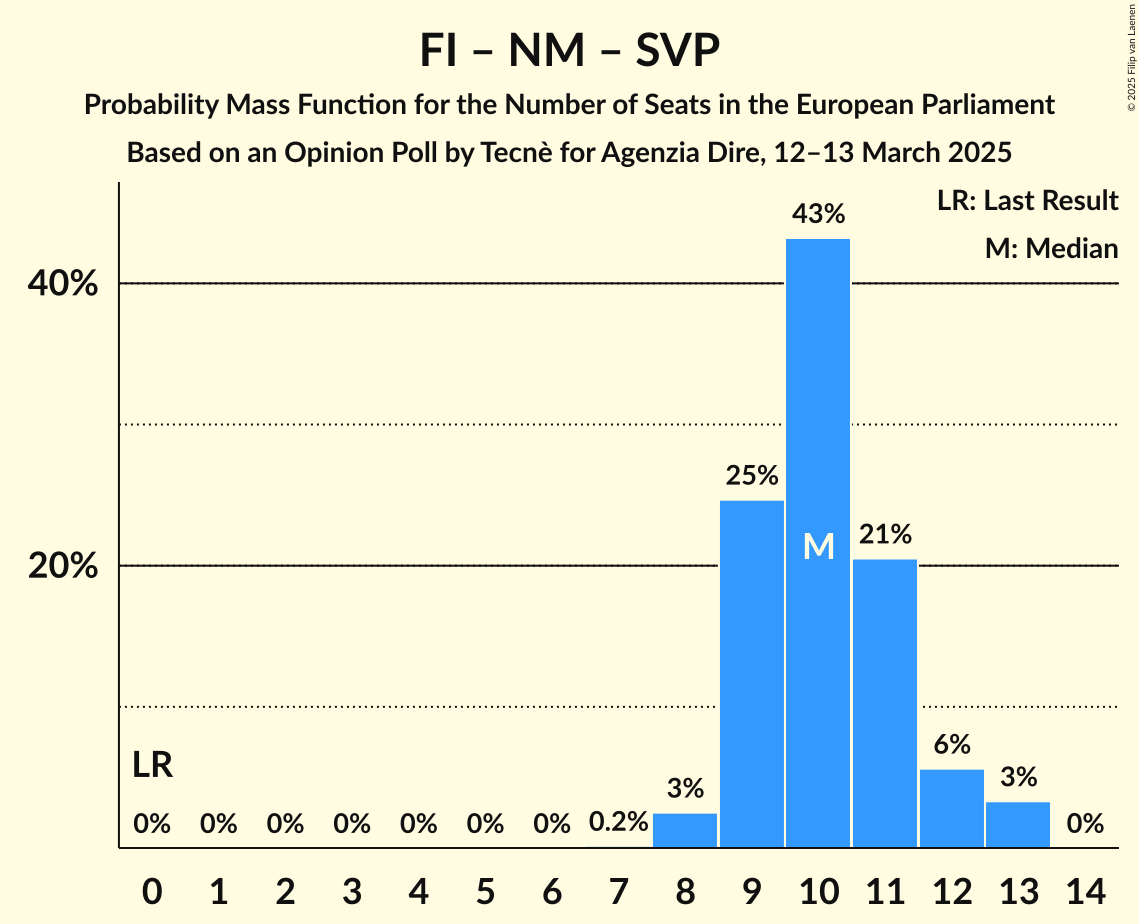 FI – NM – SVP
Probability Mass Function for the Number of Seats in the European Parliament
Based on an Opinion Poll by Tecnè for Agenzia Dire, 12–13 March 2025
© 2025 Filip van Laenen
LR: Last Result
M: Median
43%
40%
25%
21%
M
20%
LR
6%
3%
3%
0% 0% 0% 0% 0% 0% 0% 0.2% 0%
0 1 2 3 4 5 6 7 8 9 10 11 12 13 14